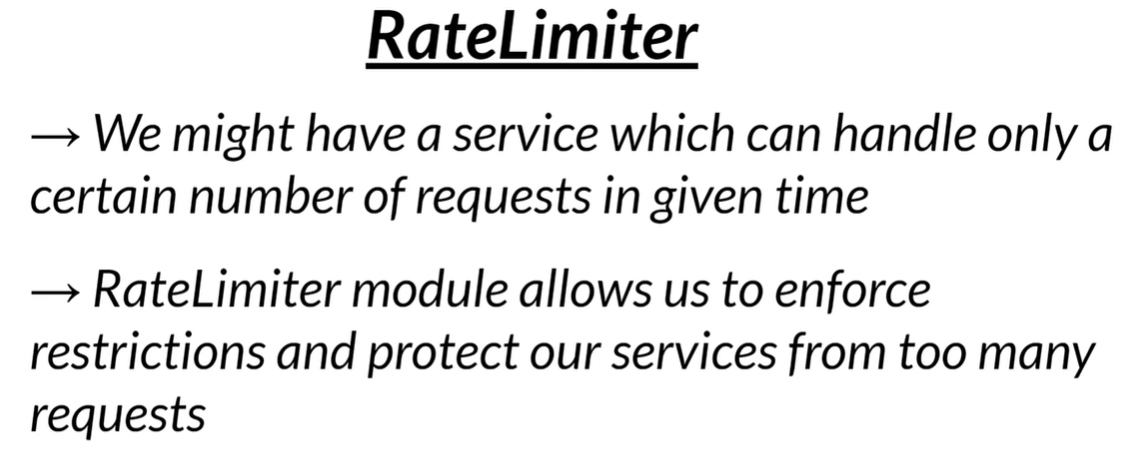 RateLimiter
→ We might have a service which can handle only a
certain number of requests in given time
→ RateLimiter module allows us to enforce
restrictions and protect our services from too many
requests